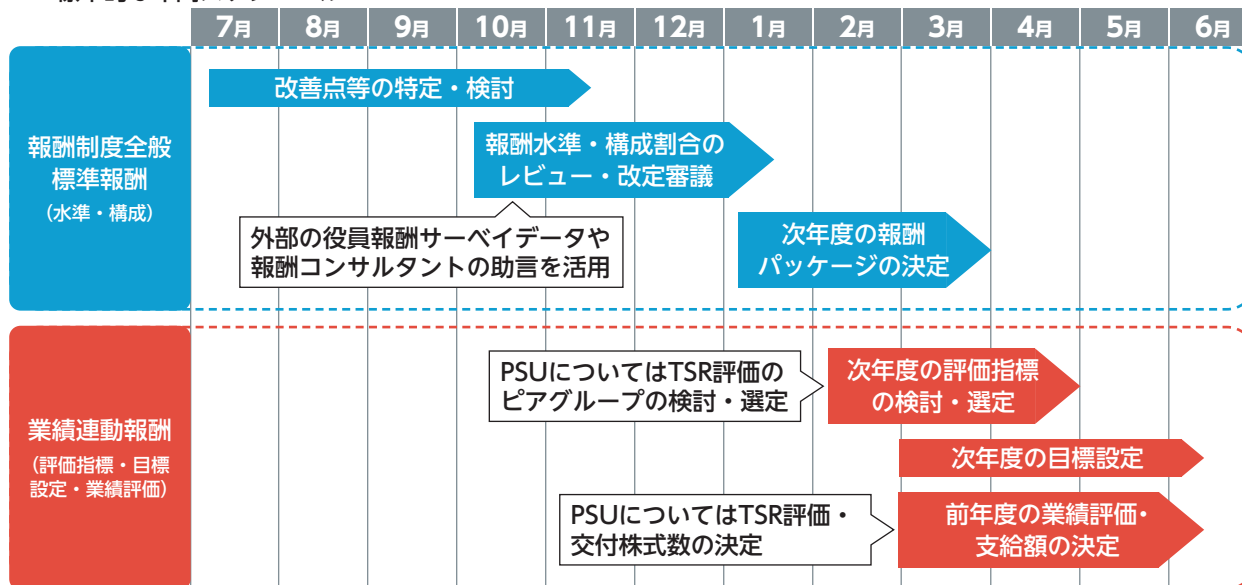 7月 8月 9月 10月 11月 12月 1月 2月 3月 4月 5月 6月
報酬制度全般
標準報酬
(水準・構成)
改善点等の特定・検討
報酬水準・構成割合の
レビュー・改定審議
外部の役員報酬サーベイデータや
報酬コンサルタントの助言を活用
次年度の報酬
パッケージの決定
業績連動報酬
(評価指標・目標
設定・業績評価)
PSUについてはTSR評価の
ピアグループの検討・選定
次年度の評価指標
の検討・選定
次年度の目標設定
PSUについてはTSR評価・
交付株式数の決定
前年度の業績評価・
支給額の決定